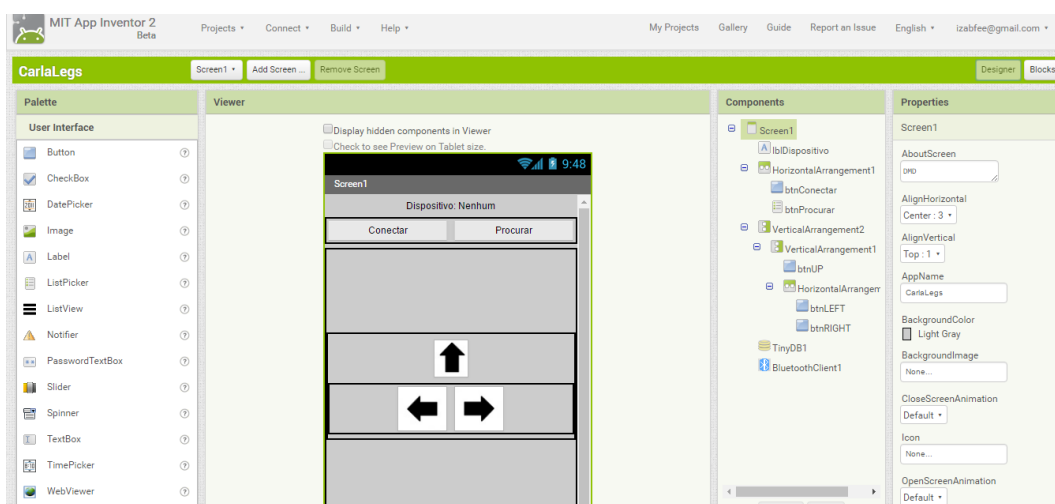 MIT App Inventor 2
Beta
Projects Connect Build Help
My Projects Gallery Guide Report an Issue English izabfee@gmail.com
CarlaLegs
Screen1 Add Screen ... Remove Screen
Designer Blocks
Palette
User Interface
Button
CheckBox
DatePicker
Image
Label
ListPicker
ListView
Notifier
PasswordTextBox
Slider
Spinner
TextBox
TimePicker
WebViewer
Viewer
Display hidden components in Viewer
Check to see Preview on Tablet size.
9:48
Screen1
Dispositivo: Nenhum
Conectar Procurar
Components
Screen1
lblDispositivo
HorizontalArrangement1
btnConectar
btnProcurar
VerticalArrangement2
VerticalArrangement1
btnUP
HorizontalArrangem
btnLEFT
btnRIGHT
TinyDB1
BluetoothClient1
Properties
Screen1
AboutScreen
DMD
AlignHorizontal
Center : 3
AlignVertical
Top : 1
AppName
CarlaLegs
BackgroundColor
Light Gray
BackgroundImage
None...
CloseScreenAnimation
Default
Icon
None...
OpenScreenAnimation
Default